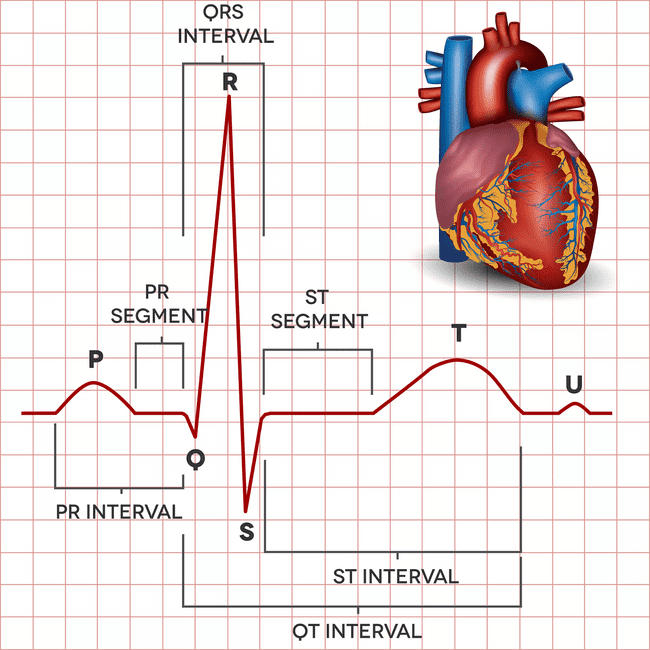 QRS
INTERVAL
R
PR
SEGMENT
ST
SEGMENT
P
T
U
Q
S
PR INTERVAL
ST INTERVAL
QT INTERVAL